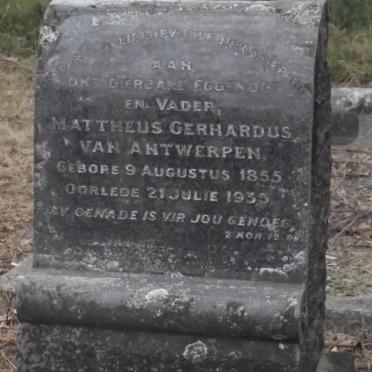 AAN
ONS DIERBARE EGGENOOT
EN VADER,
MATTHEUS GERHARDUS
VAN ANTWERPEN,
GEBORE 9 AUGUSTUS 1855
OORLEDE 21 JULIE 1935
MY GENADE IS VIR JOU GENOEG
2 KOR. 12: